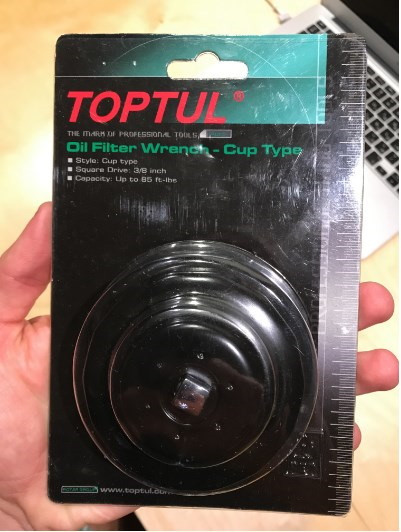 TOPTUL®
THE MARK OF PROFESSIONAL TOOLS
Oil Filter Wrench - Cup Type
■ Style: Cup type
■ Square Drive: 3/8 inch
■ Capacity: Up to 85 ft-lbs
www.toptul.com